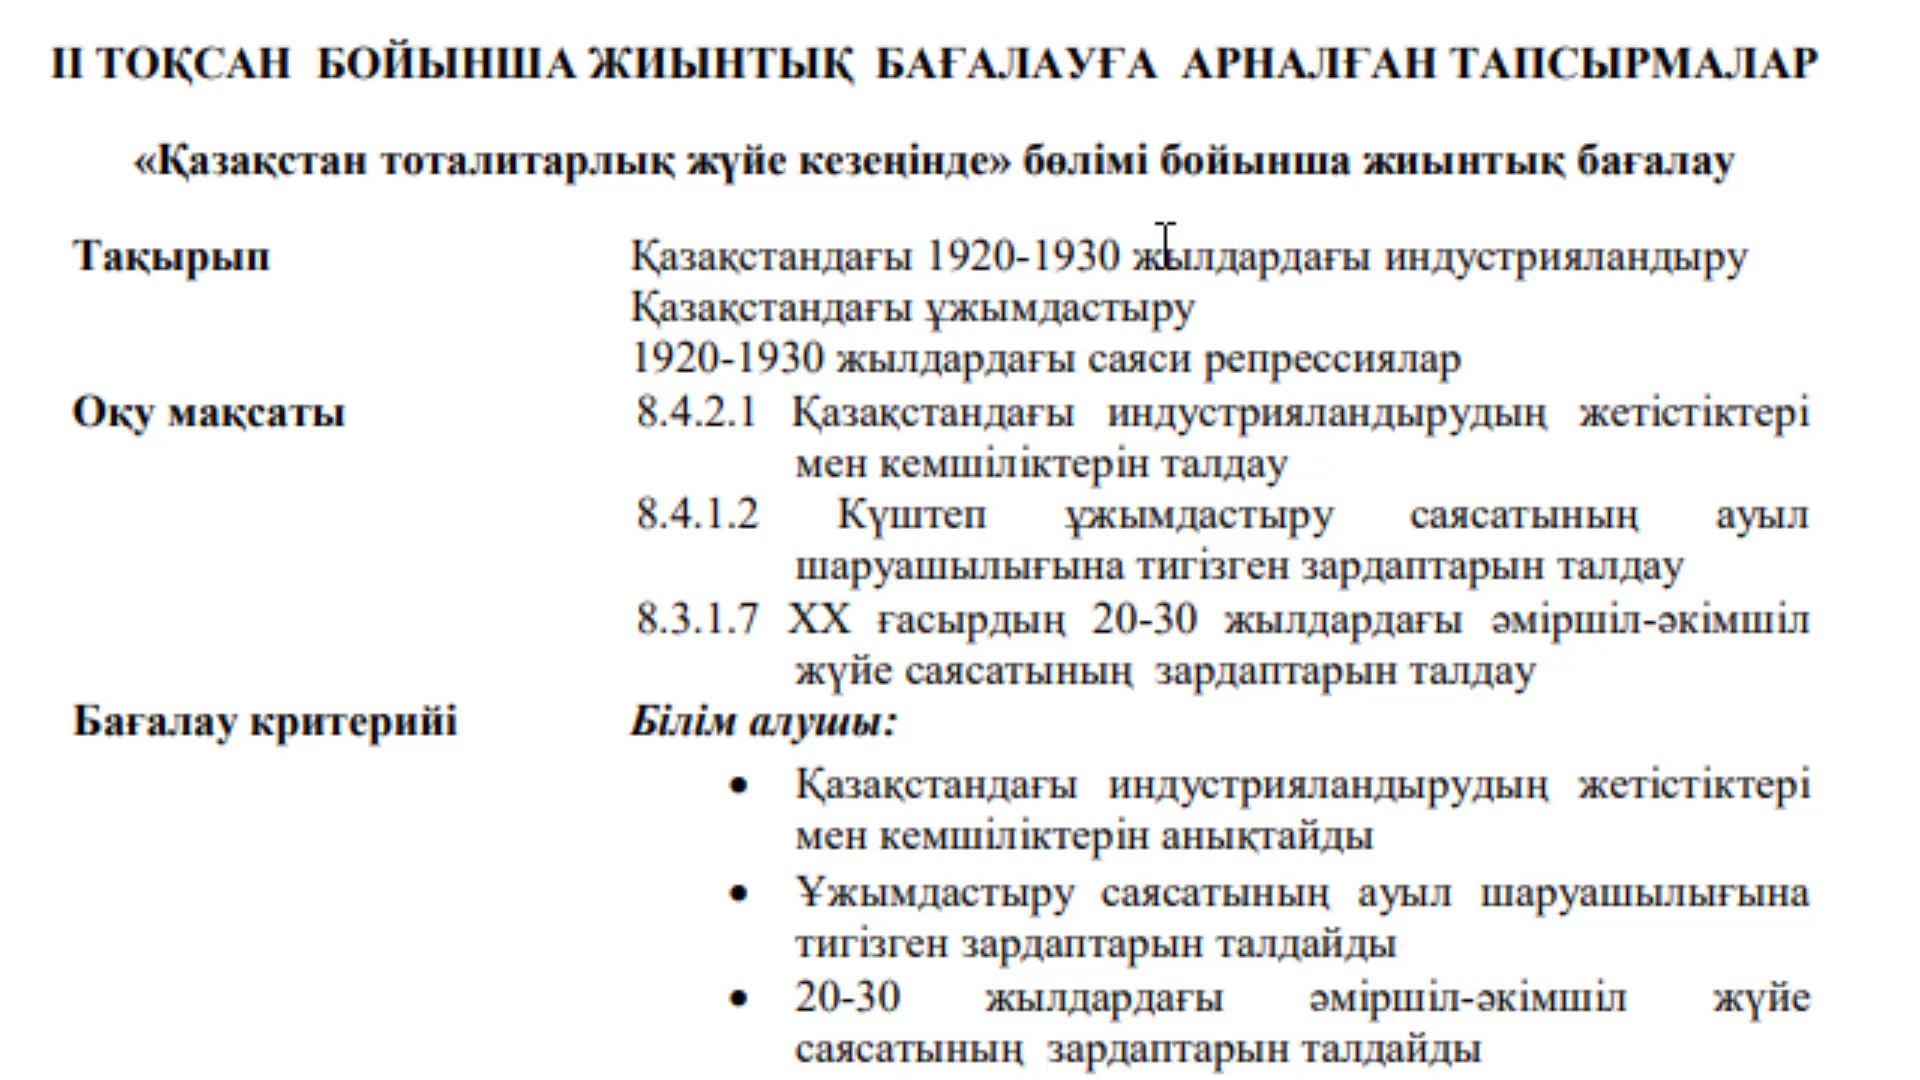 ІІ ТОҚСАН БОЙЫНША ЖИЫНТЫҚ БАҒАЛАУҒА АРНАЛҒАН ТАПСЫРМАЛАР
«Қазақстан тоталитарлық жүйе кезеңінде» бөлімі бойынша жиынтық бағалау
Тақырып Қазақстандағы 1920-1930 жылдардағы индустрияландыру
Қазақстандағы ұжымдастыру
1920-1930 жылдардағы саяси репрессиялар
Оқу мақсаты 8.4.2.1 Қазақстандағы индустрияландырудың жетістіктері
мен кемшіліктерін талдау
8.4.1.2 Күштеп ұжымдастыру саясатының ауыл
шаруашылығына тигізген зардаптарын талдау
8.3.1.7 ХХ ғасырдың 20-30 жылдардағы әміршіл-әкімшіл
жүйе саясатының зардаптарын талдау
Бағалау критерийі Білім алушы:
• Қазақстандағы индустрияландырудың жетістіктері
мен кемшіліктерін анықтайды
• Ұжымдастыру саясатының ауыл шаруашылығына
тигізген зардаптарын талдайды
• 20-30 жылдардағы әміршіл-әкімшіл жүйе
саясатының зардаптарын талдайды